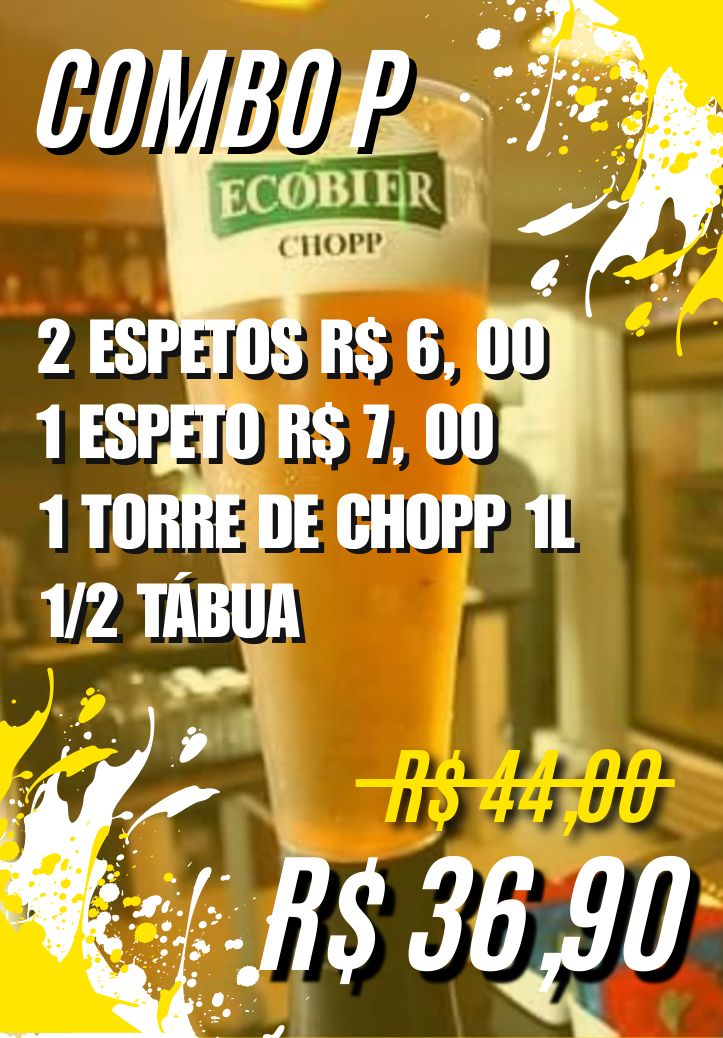 COMBO P
ECOBIER
CHOPP
2 ESPETOS R$ 6, 00
1 ESPETO R$ 7, 00
1 TORRE DE CHOPP 1L
1/2 TÁBUA
R$ 44,00
R$ 36,90